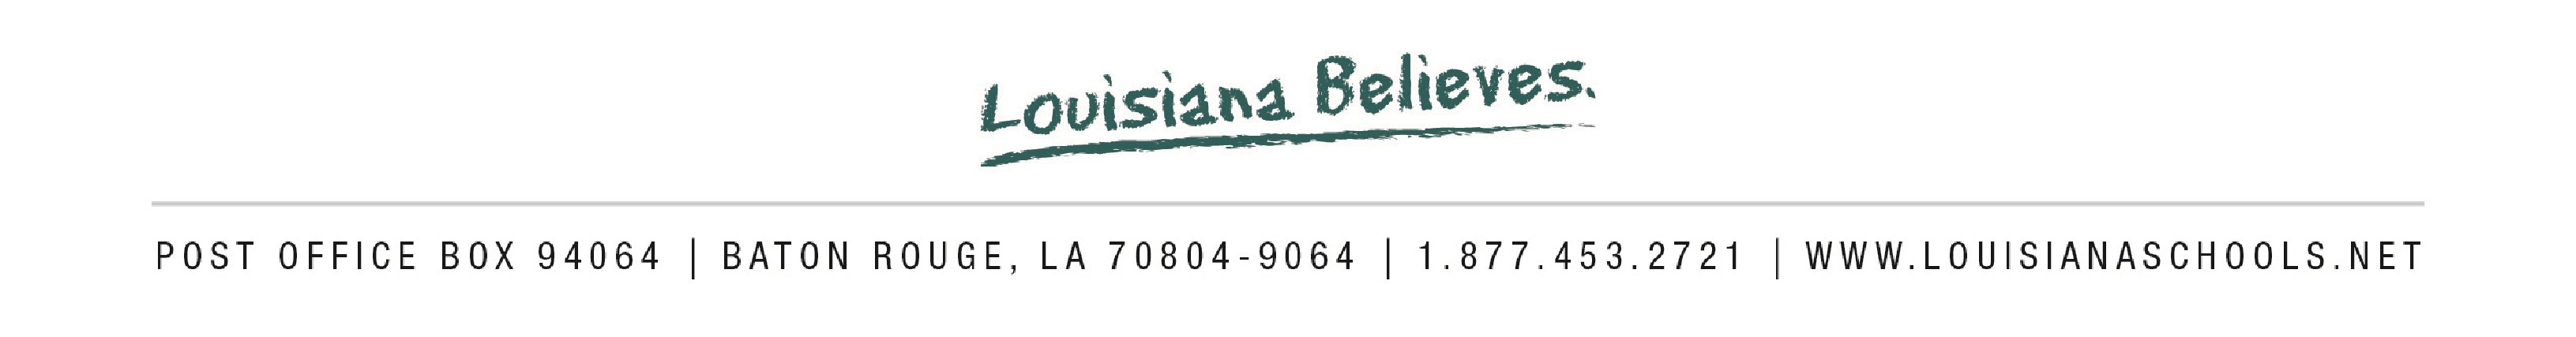 Louisiana Believes.
POST OFFICE BOX 94064 | BATON ROUGE, LA 70804-9064 | 1.877.453.2721 | WWW.LOUISIANASCHOOLS.NET